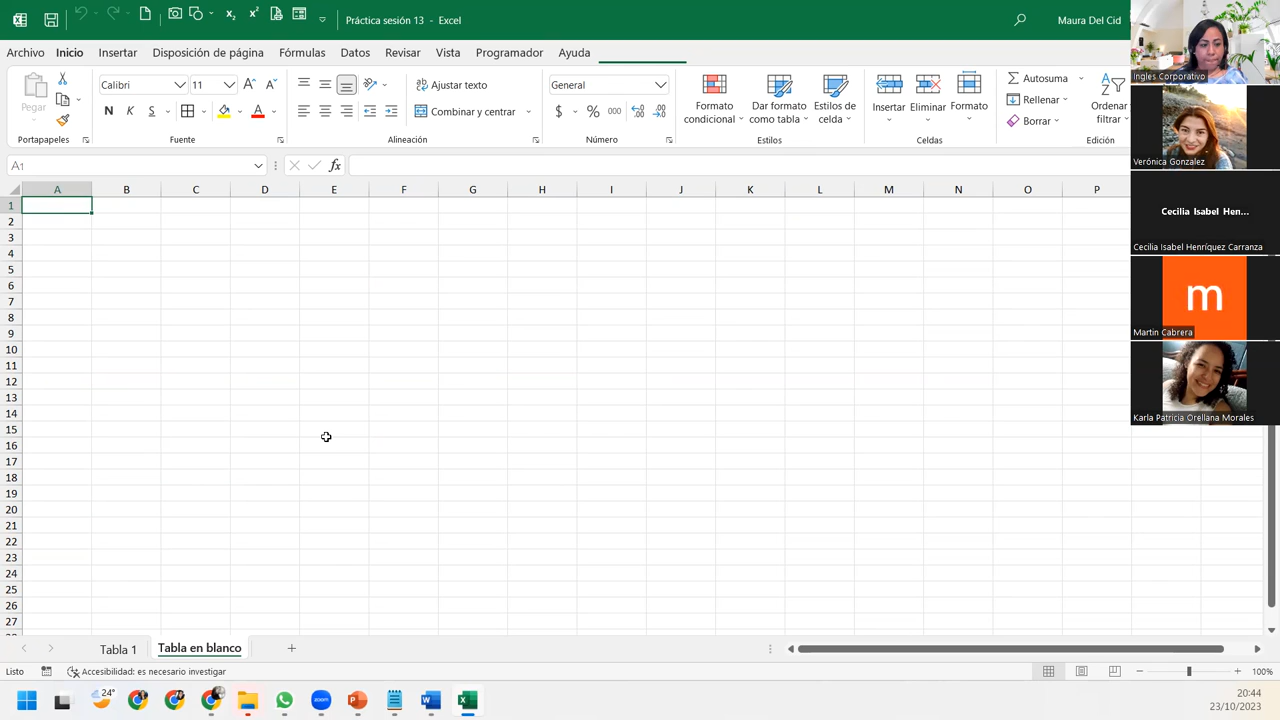 Práctica sesión 13 - Excel
Maura Del Cid
Archivo Inicio Insertar Disposición de página Fórmulas Datos Revisar Vista Programador Ayuda
Pegar
Calibri 11
N K S
Ajustar texto
Combinar y centrar
General
$ % 000
Formato condicional
Dar formato como tabla
Estilos de celda
Insertar
Eliminar
Formato
Autosuma
Rellenar
Borrar
Ordenar filtrar
Portapapeles Fuente Alineación Número Estilos Celdas Edición
A1
fx
A B C D E F G H I J K L M N O P
1
2
3
4
5
6
7
8
9
10
11
12
13
14
15
16
17
18
19
20
21
22
23
24
25
26
27
Ingles Corporativo
Verónica Gonzalez
Cecilia Isabel Hen...
Cecilia Isabel Henríquez Carranza
m
Martin Cabrera
Karla Patricia Orellana Morales
Tabla 1 Tabla en blanco
Listo
Accesibilidad: es necesario investigar
100%
24°
zoom
20:44
23/10/2023